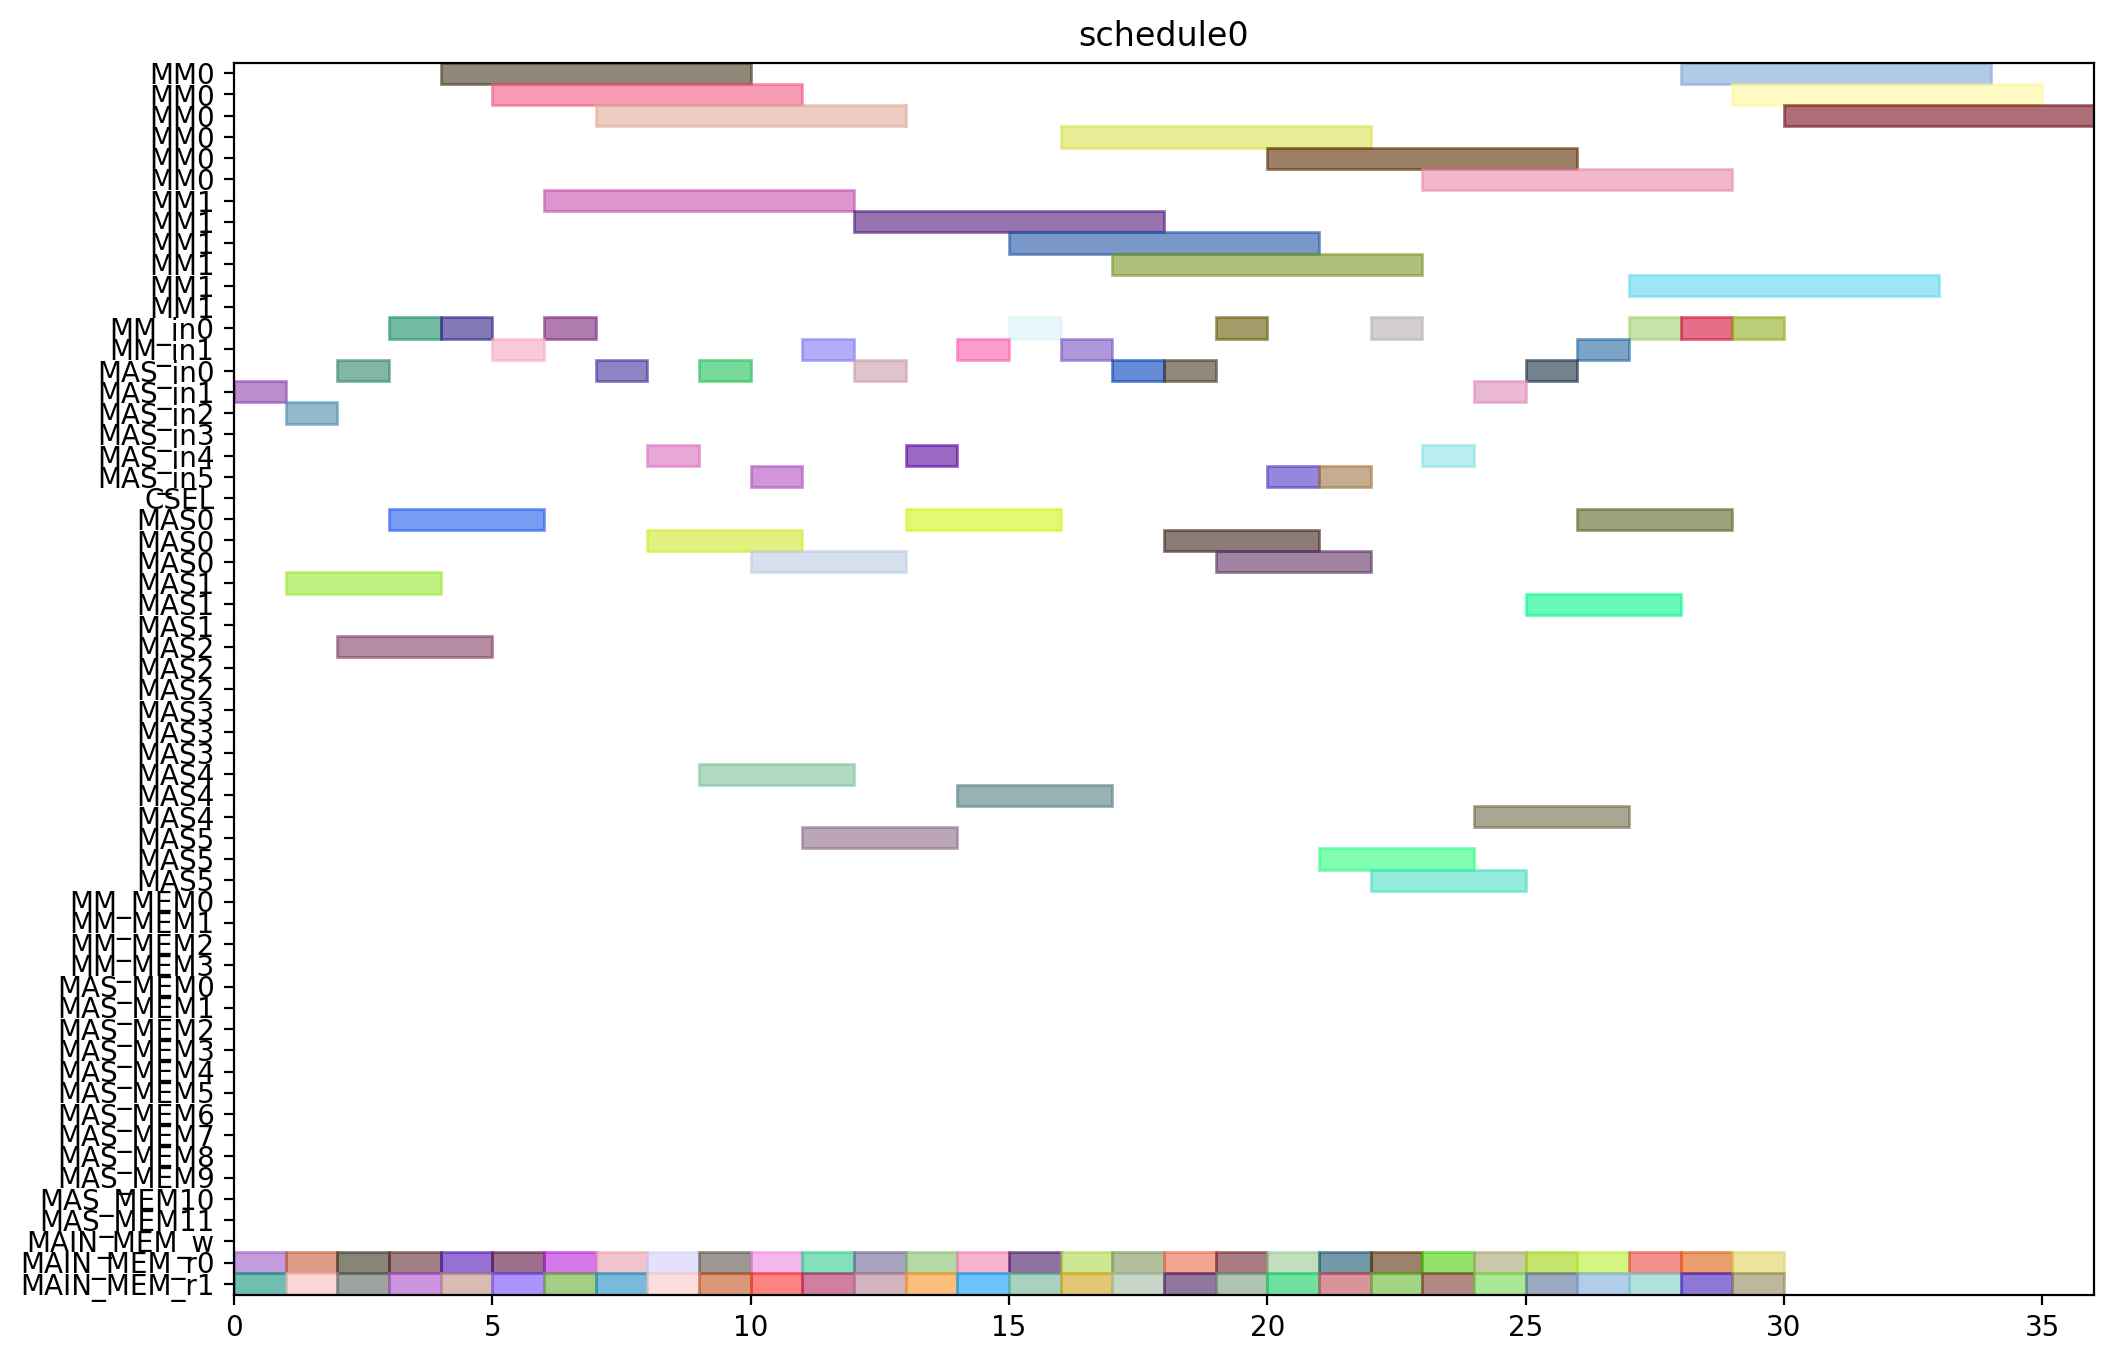 schedule0
MM0
MM0
MM0
MM0
MM0
MM0
MM1
MM1
MM1
MM1
MM1
MM1
MM_in0
MM_in1
MAS_in0
MAS_in1
MAS_in2
MAS_in3
MAS_in4
MAS_in5
CSEL
MAS0
MAS0
MAS0
MAS1
MAS1
MAS1
MAS2
MAS2
MAS2
MAS3
MAS3
MAS3
MAS4
MAS4
MAS4
MAS5
MAS5
MAS5
MM_MEM0
MM_MEM1
MM_MEM2
MM_MEM3
MAS_MEM0
MAS_MEM1
MAS_MEM2
MAS_MEM3
MAS_MEM4
MAS_MEM5
MAS_MEM6
MAS_MEM7
MAS_MEM8
MAS_MEM9
MAS_MEM10
MAS_MEM11
MAIN_MEM_w
MAIN_MEM_r0
MAIN_MEM_r1
0 5 10 15 20 25 30 35